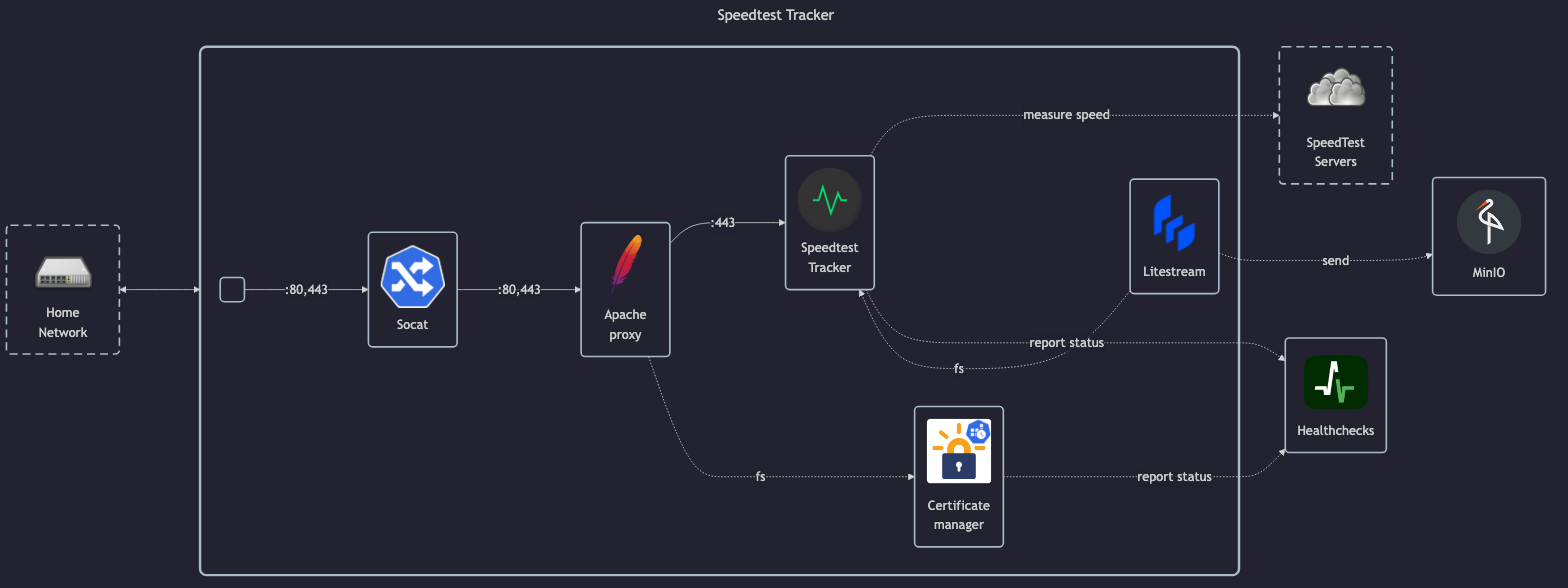 Speedtest Tracker
Home
Network
:80,443
Socat
:80,443
Apache
proxy
:443
Speedtest
Tracker
measure speed
SpeedTest
Servers
Litestream
send
MinIO
report status
fs
Healthchecks
fs
Certificate
manager
report status